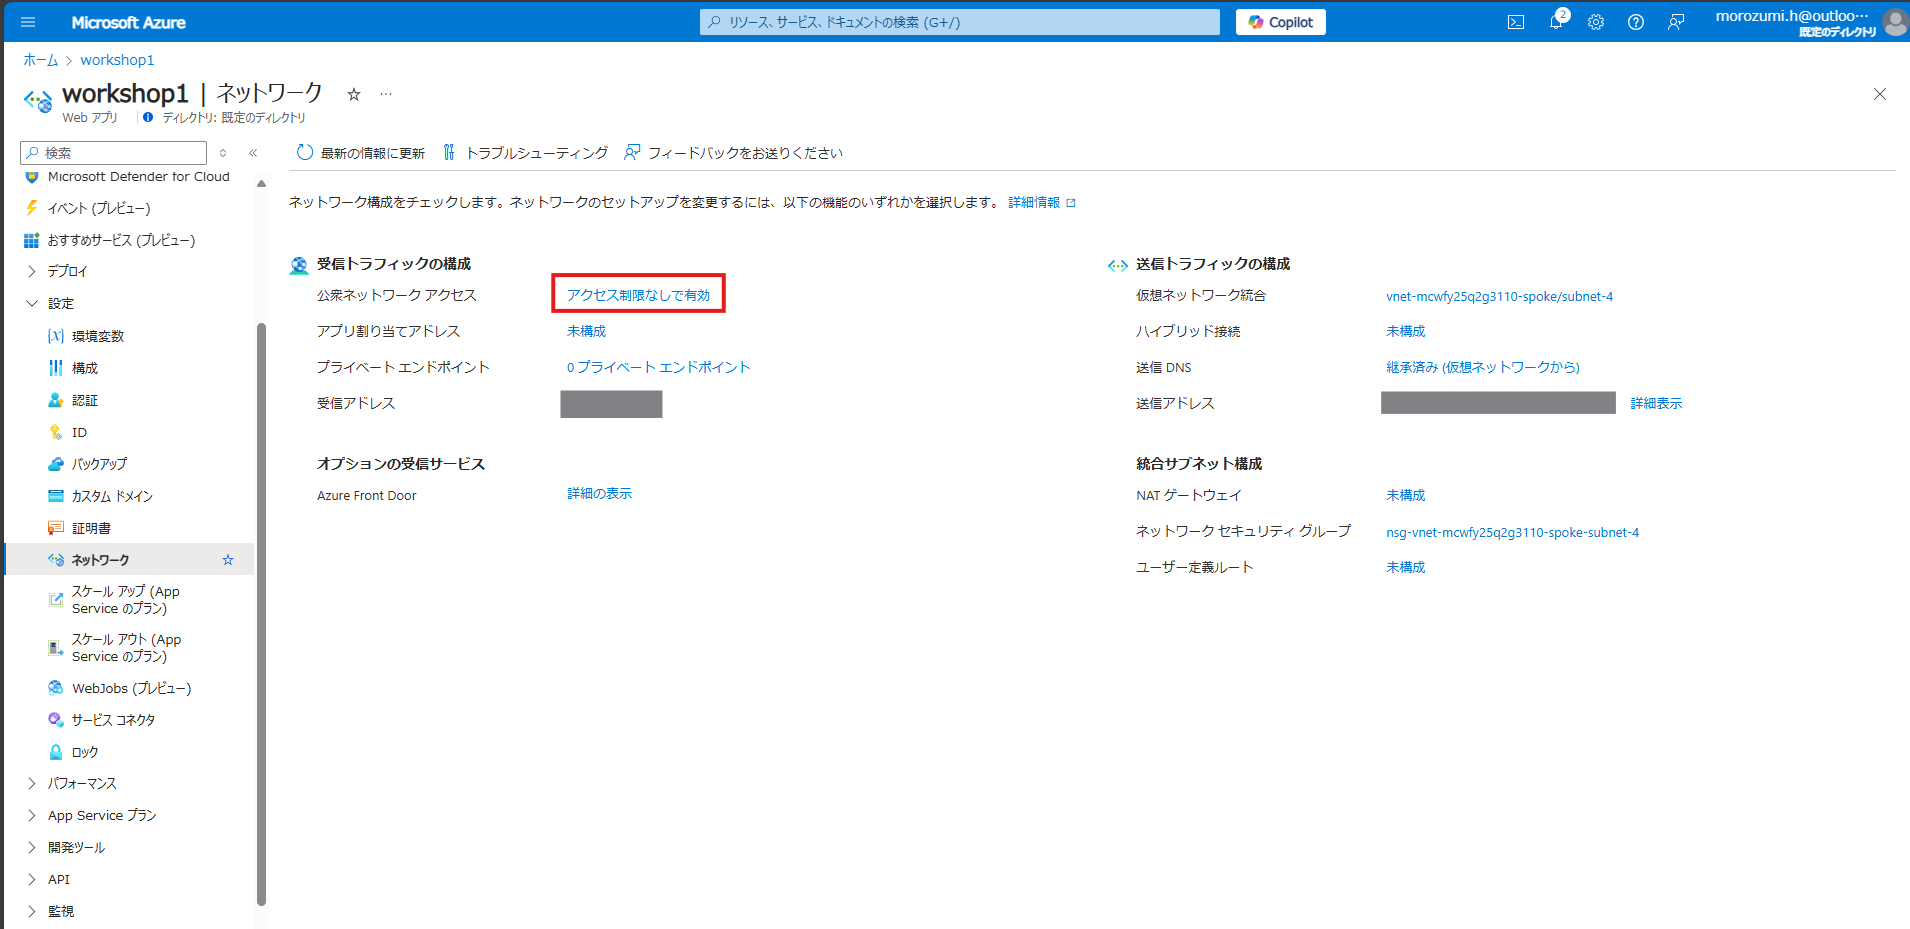 Microsoft Azure
リソース、サービス、ドキュメントの検索 (G+/)
Copilot
2
morozumi.h@outloo…
既定のディレクトリ
ホーム > workshop1
workshop1 | ネットワーク
Web アプリ
ディレクトリ: 既定のディレクトリ
検索
Microsoft Defender for Cloud
イベント (プレビュー)
おすすめサービス (プレビュー)
デプロイ
設定
環境変数
構成
認証
ID
バックアップ
カスタム ドメイン
証明書
ネットワーク
スケール アップ (App
Service のプラン)
スケール アウト (App
Service のプラン)
WebJobs (プレビュー)
サービス コネクタ
ロック
パフォーマンス
App Service プラン
開発ツール
API
監視
最新の情報に更新
トラブルシューティング
フィードバックをお送りください
ネットワーク構成をチェックします。ネットワークのセットアップを変更するには、以下の機能のいずれかを選択します。 詳細情報
受信トラフィックの構成
公衆ネットワーク アクセス
アクセス制限なしで有効
アプリ割り当てアドレス
未構成
プライベート エンドポイント
0 プライベート エンドポイント
受信アドレス
オプションの受信サービス
Azure Front Door
詳細の表示
送信トラフィックの構成
仮想ネットワーク統合
vnet-mcwfy25q2g3110-spoke/subnet-4
ハイブリッド接続
未構成
送信 DNS
継承済み (仮想ネットワークから)
送信アドレス
詳細表示
統合サブネット構成
NAT ゲートウェイ
未構成
ネットワーク セキュリティ グループ
nsg-vnet-mcwfy25q2g3110-spoke-subnet-4
ユーザー定義ルート
未構成